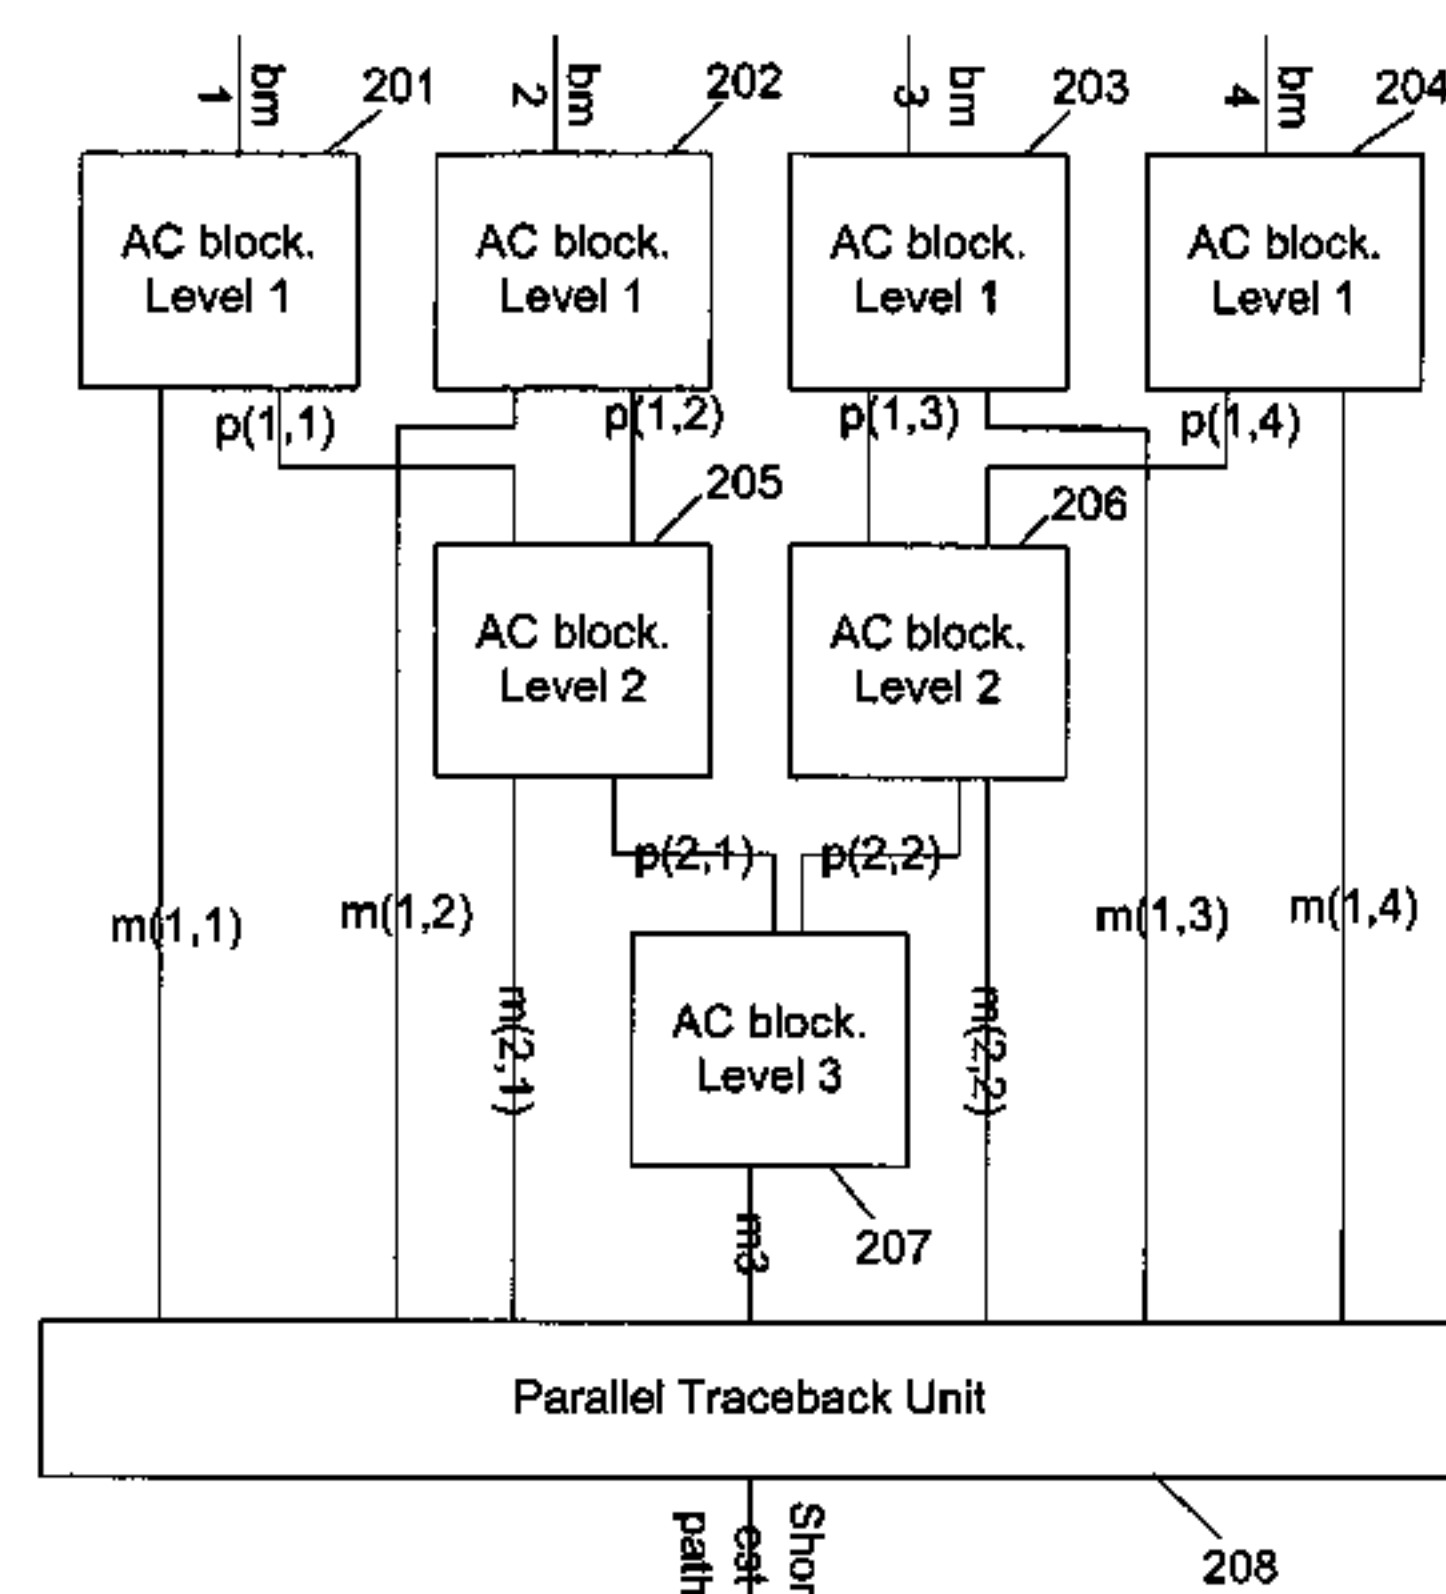 bm
1
201
bm
2
202
bm
3
203
bm
4
204
AC block.
Level 1
AC block.
Level 1
AC block.
Level 1
AC block.
Level 1
p(1,1)
p(1,2)
p(1,3)
p(1,4)
205
206
AC block.
Level 2
AC block.
Level 2
p(2,1)
p(2,2)
m(1,1)
m(1,2)
m(1,3)
m(1,4)
m(2,1)
m(2,2)
AC block.
Level 3
m3
207
Parallel Traceback Unit
Shor
est
path
208